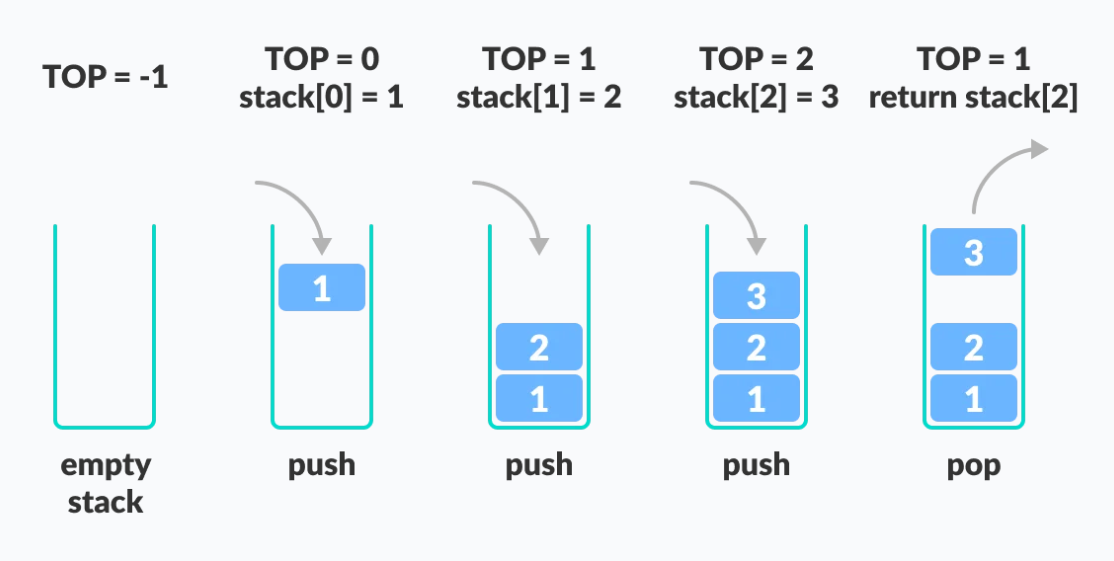 TOP = -1
TOP = 0
stack[0] = 1
TOP = 1
stack[1] = 2
TOP = 2
stack[2] = 3
TOP = 1
return stack[2]
1
2
1
3
2
1
3
2
1
empty
stack
push
push
push
pop